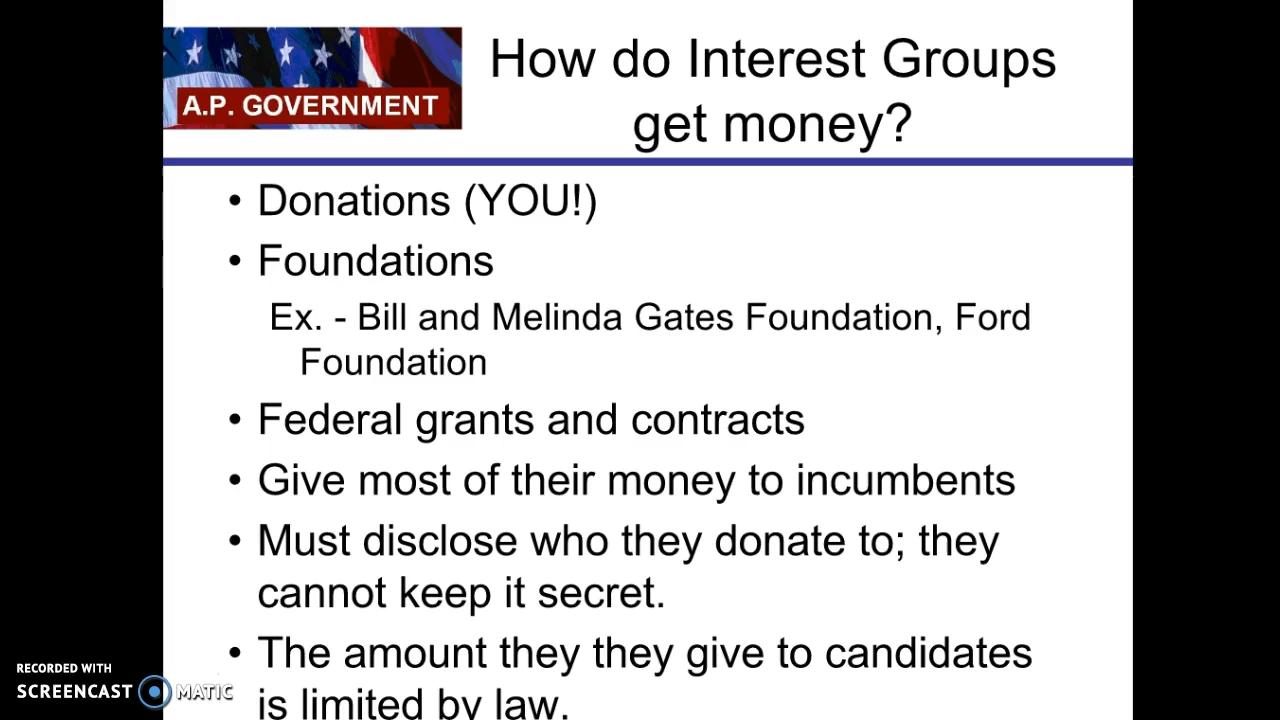 A.P. GOVERNMENT
How do Interest Groups
get money?
• Donations (YOU!)
• Foundations
Ex. - Bill and Melinda Gates Foundation, Ford
Foundation
• Federal grants and contracts
• Give most of their money to incumbents
• Must disclose who they donate to; they
cannot keep it secret.
• The amount they they give to candidates
is limited by law.
RECORDED WITH
SCREENCAST MATIC